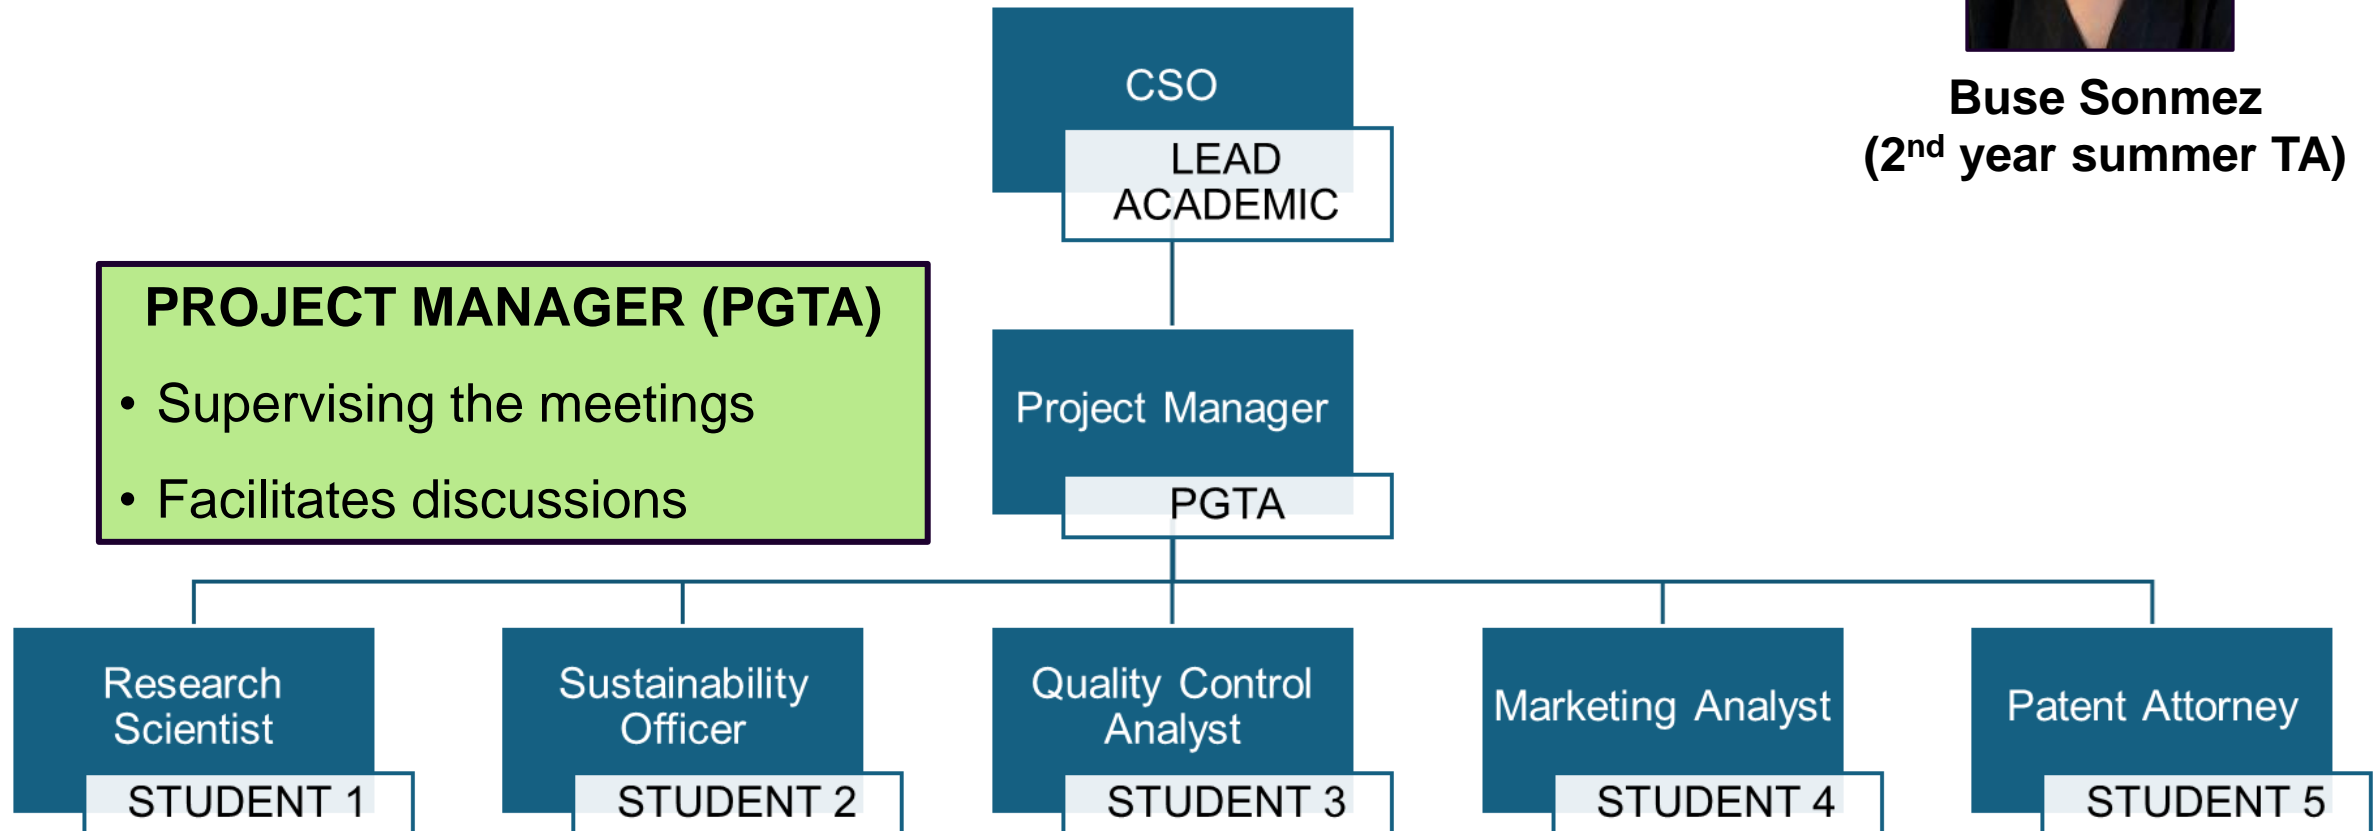 CSO
LEAD
ACADEMIC
Buse Sonmez
(2nd year summer TA)
PROJECT MANAGER (PGTA)
• Supervising the meetings
• Facilitates discussions
Project Manager
PGTA
Research
Scientist
STUDENT 1
Sustainability
Officer
STUDENT 2
Quality Control
Analyst
STUDENT 3
Marketing Analyst
STUDENT 4
Patent Attorney
STUDENT 5